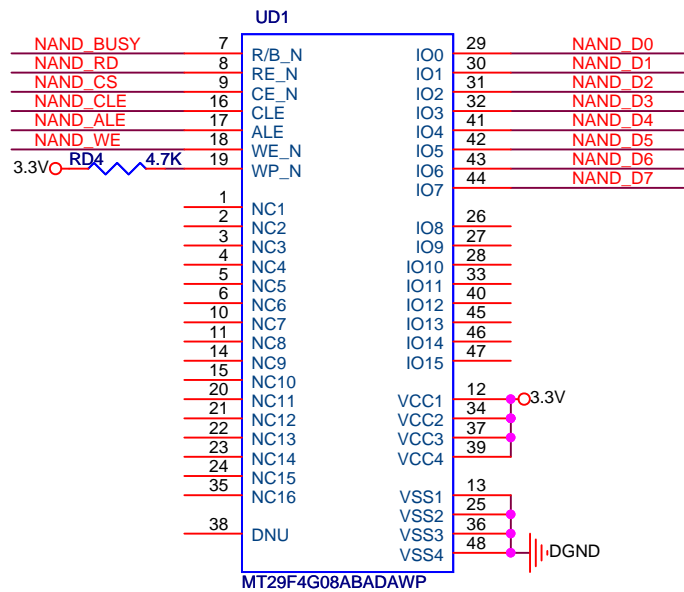 UD1
NAND_BUSY 7 R/B_N IO0 29 NAND_D0
NAND_RD 8 RE_N IO1 30 NAND_D1
NAND_CS 9 CE_N IO2 31 NAND_D2
NAND_CLE 16 CLE IO3 32 NAND_D3
NAND_ALE 17 ALE IO4 41 NAND_D4
NAND_WE 18 WE_N IO5 42 NAND_D5
3.3V RD4 4.7K 19 WP_N IO6 43 NAND_D6
IO7 44 NAND_D7
1 NC1
2 NC2 IO8 26
3 NC3 IO9 27
4 NC4 IO10 28
5 NC5 IO11 33
6 NC6 IO12 40
10 NC7 IO13 45
11 NC8 IO14 46
14 NC9 IO15 47
15 NC10
20 NC11 VCC1 12 3.3V
21 NC12 VCC2 34
22 NC13 VCC3 37
23 NC14 VCC4 39
24 NC15
35 NC16 VSS1 13
VSS2 25
38 DNU VSS3 36
VSS4 48 DGND
MT29F4G08ABADAWP